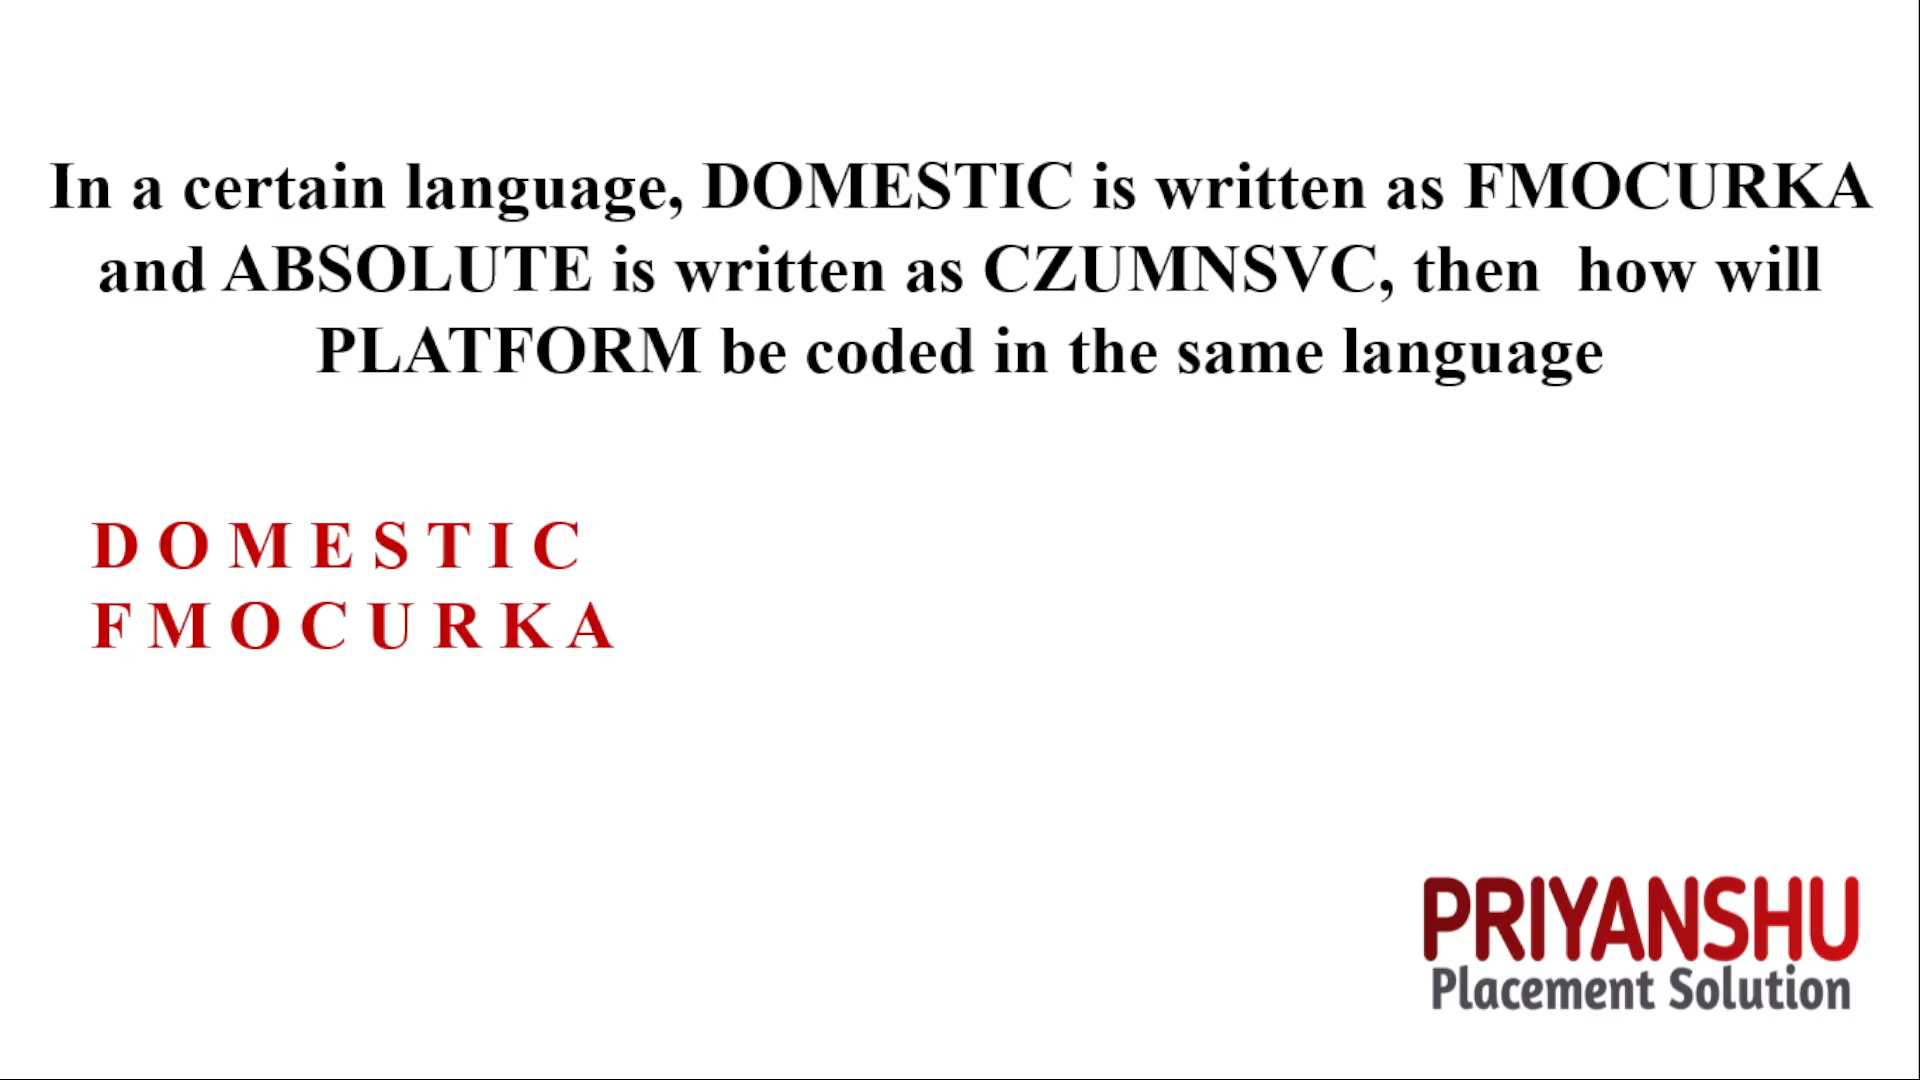 In a certain language, DOMESTIC is written as FMOCURKA
and ABSOLUTE is written as CZUMNSVC, then how will
PLATFORM be coded in the same language
D O M E S T I C
F M O C U R K A
PRIYANSHU
Placement Solution